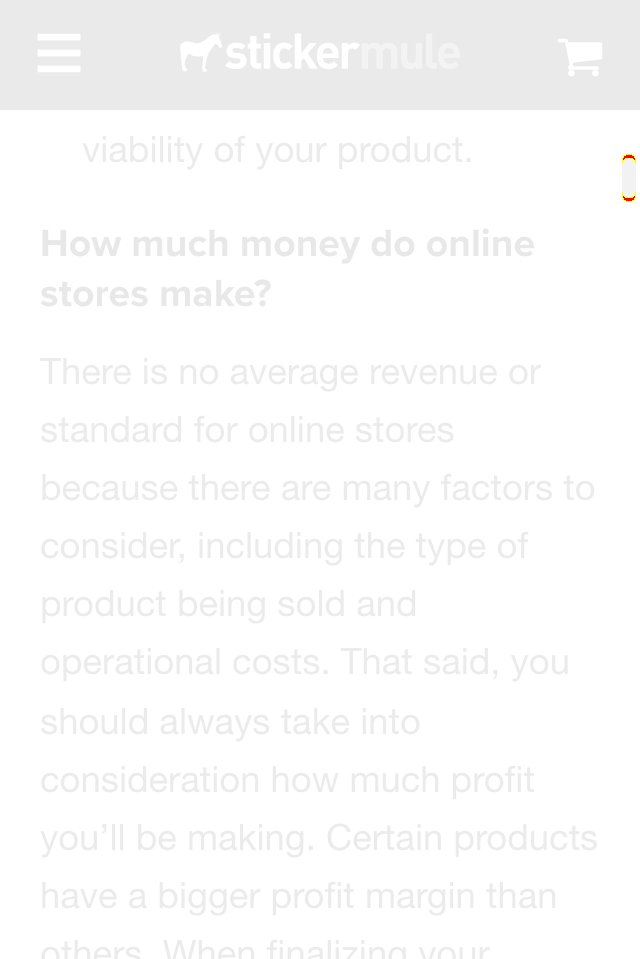 stickermule
viability of your product.
How much money do online
stores make?
There is no average revenue or
standard for online stores
because there are many factors to
consider, including the type of
product being sold and
operational costs. That said, you
should always take into
consideration how much profit
you’ll be making. Certain products
have a bigger profit margin than
others. When finalizing your